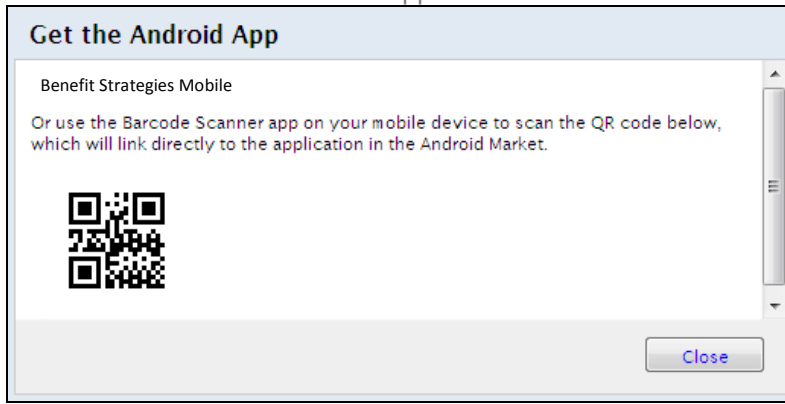 Get the Android App
Benefit Strategies Mobile
Or use the Barcode Scanner app on your mobile device to scan the QR code below,
which will link directly to the application in the Android Market.
Close